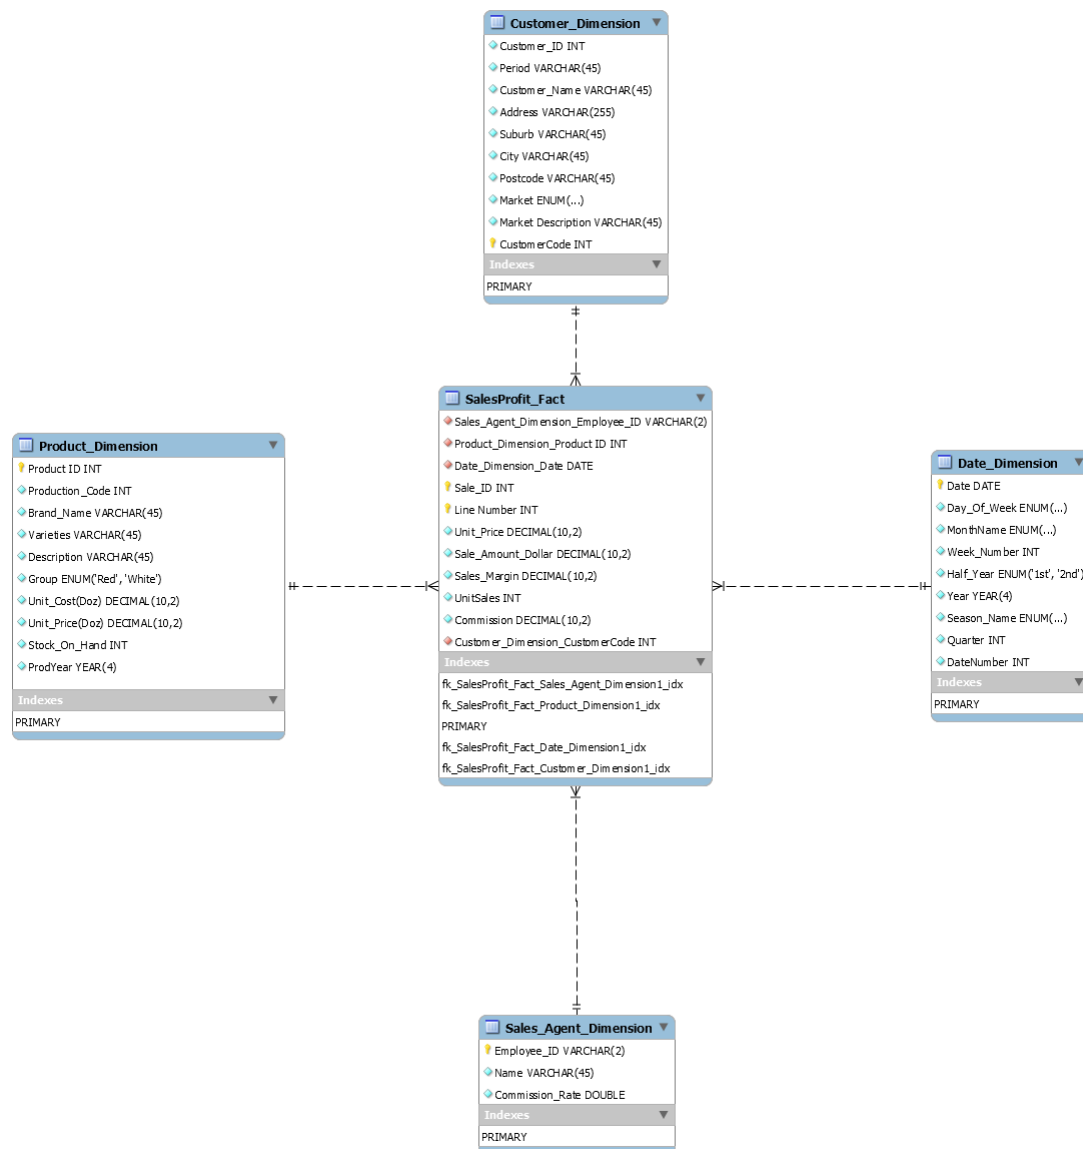 Customer_Dimension
Customer_ID INT
Period VARCHAR(45)
Customer_Name VARCHAR(45)
Address VARCHAR(255)
Suburb VARCHAR(45)
City VARCHAR(45)
Postcode VARCHAR(45)
Market ENUM(...)
Market Description VARCHAR(45)
CustomerCode INT
Indexes
PRIMARY
SalesProfit_Fact
Sales_Agent_Dimension_Employee_ID VARCHAR(2)
Product_Dimension_Product ID INT
Date_Dimension_Date DATE
Sale_ID INT
Line Number INT
Unit_Price DECIMAL(10,2)
Sale_Amount_Dollar DECIMAL(10,2)
Sales_Margin DECIMAL(10,2)
UnitSales INT
Commission DECIMAL(10,2)
Customer_Dimension_CustomerCode INT
Indexes
fk_SalesProfit_Fact_Sales_Agent_Dimension1_idx
fk_SalesProfit_Fact_Product_Dimension1_idx
PRIMARY
fk_SalesProfit_Fact_Date_Dimension1_idx
fk_SalesProfit_Fact_Customer_Dimension1_idx
Product_Dimension
Product ID INT
Production_Code INT
Brand_Name VARCHAR(45)
Varieties VARCHAR(45)
Description VARCHAR(45)
Group ENUM('Red', 'White')
Unit_Cost(Doz) DECIMAL(10,2)
Unit_Price(Doz) DECIMAL(10,2)
Stock_On_Hand INT
ProdYear YEAR(4)
Indexes
PRIMARY
Date_Dimension
Date DATE
Day_Of_Week ENUM(...)
MonthName ENUM(...)
Week_Number INT
Half_Year ENUM('1st', '2nd')
Year YEAR(4)
Season_Name ENUM(...)
Quarter INT
DateNumber INT
Indexes
PRIMARY
Sales_Agent_Dimension
Employee_ID VARCHAR(2)
Name VARCHAR(45)
Commission_Rate DOUBLE
Indexes
PRIMARY